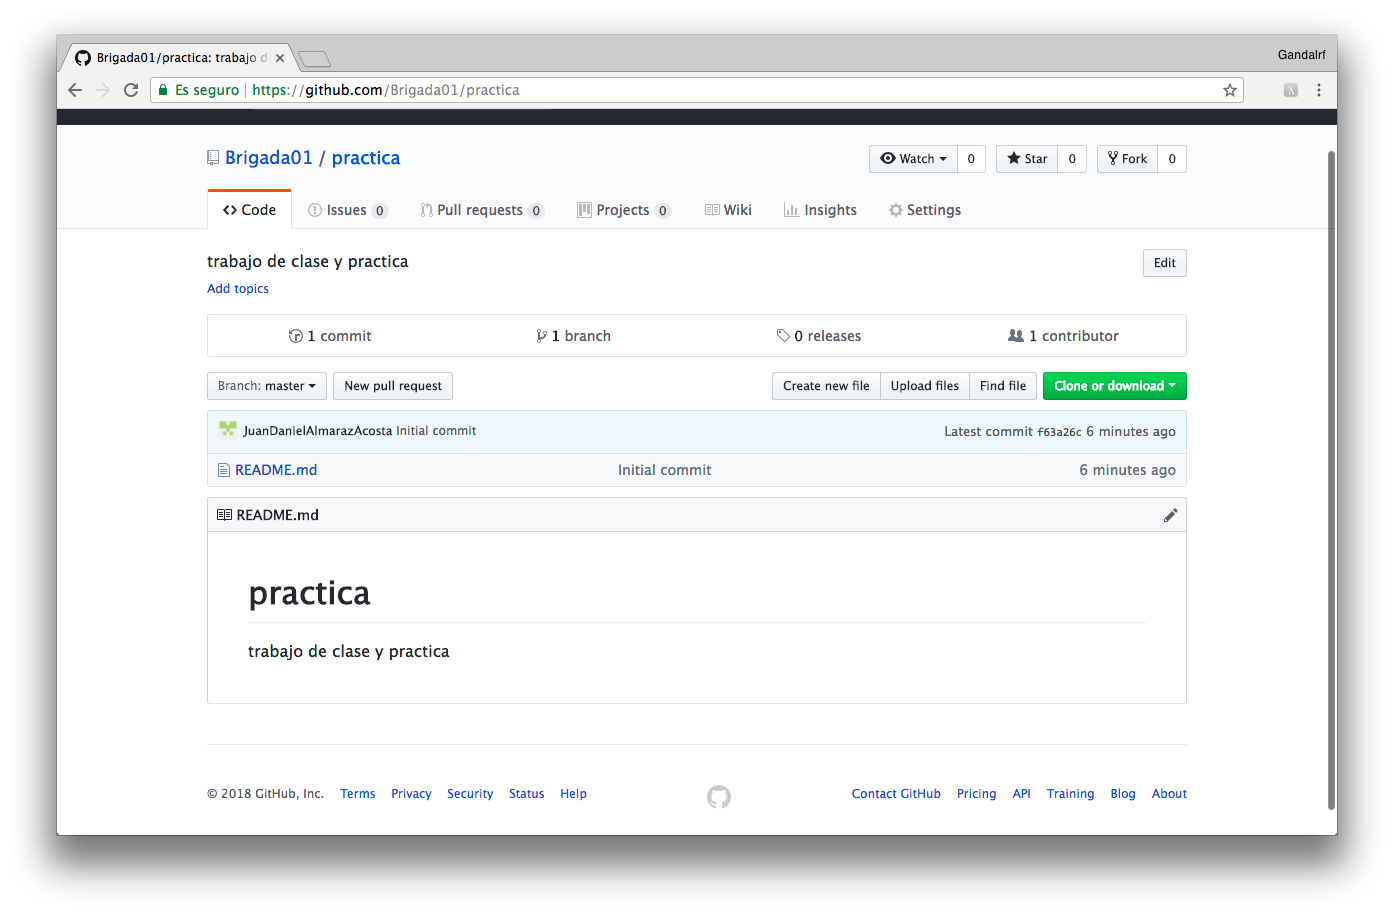 Brigada01/practica: trabajo d
Gandalrf
Es seguro https://github.com/Brigada01/practica
Brigada01 / practica
Watch 0 Star 0 Fork 0
Code Issues 0 Pull requests 0 Projects 0 Wiki Insights Settings
trabajo de clase y practica
Edit
Add topics
1 commit 1 branch 0 releases 1 contributor
Branch: master New pull request Create new file Upload files Find file Clone or download
JuanDanielAlmarazAcosta Initial commit Latest commit f63a26c 6 minutes ago
README.md Initial commit 6 minutes ago
README.md
practica
trabajo de clase y practica
© 2018 GitHub, Inc. Terms Privacy Security Status Help Contact GitHub Pricing API Training Blog About